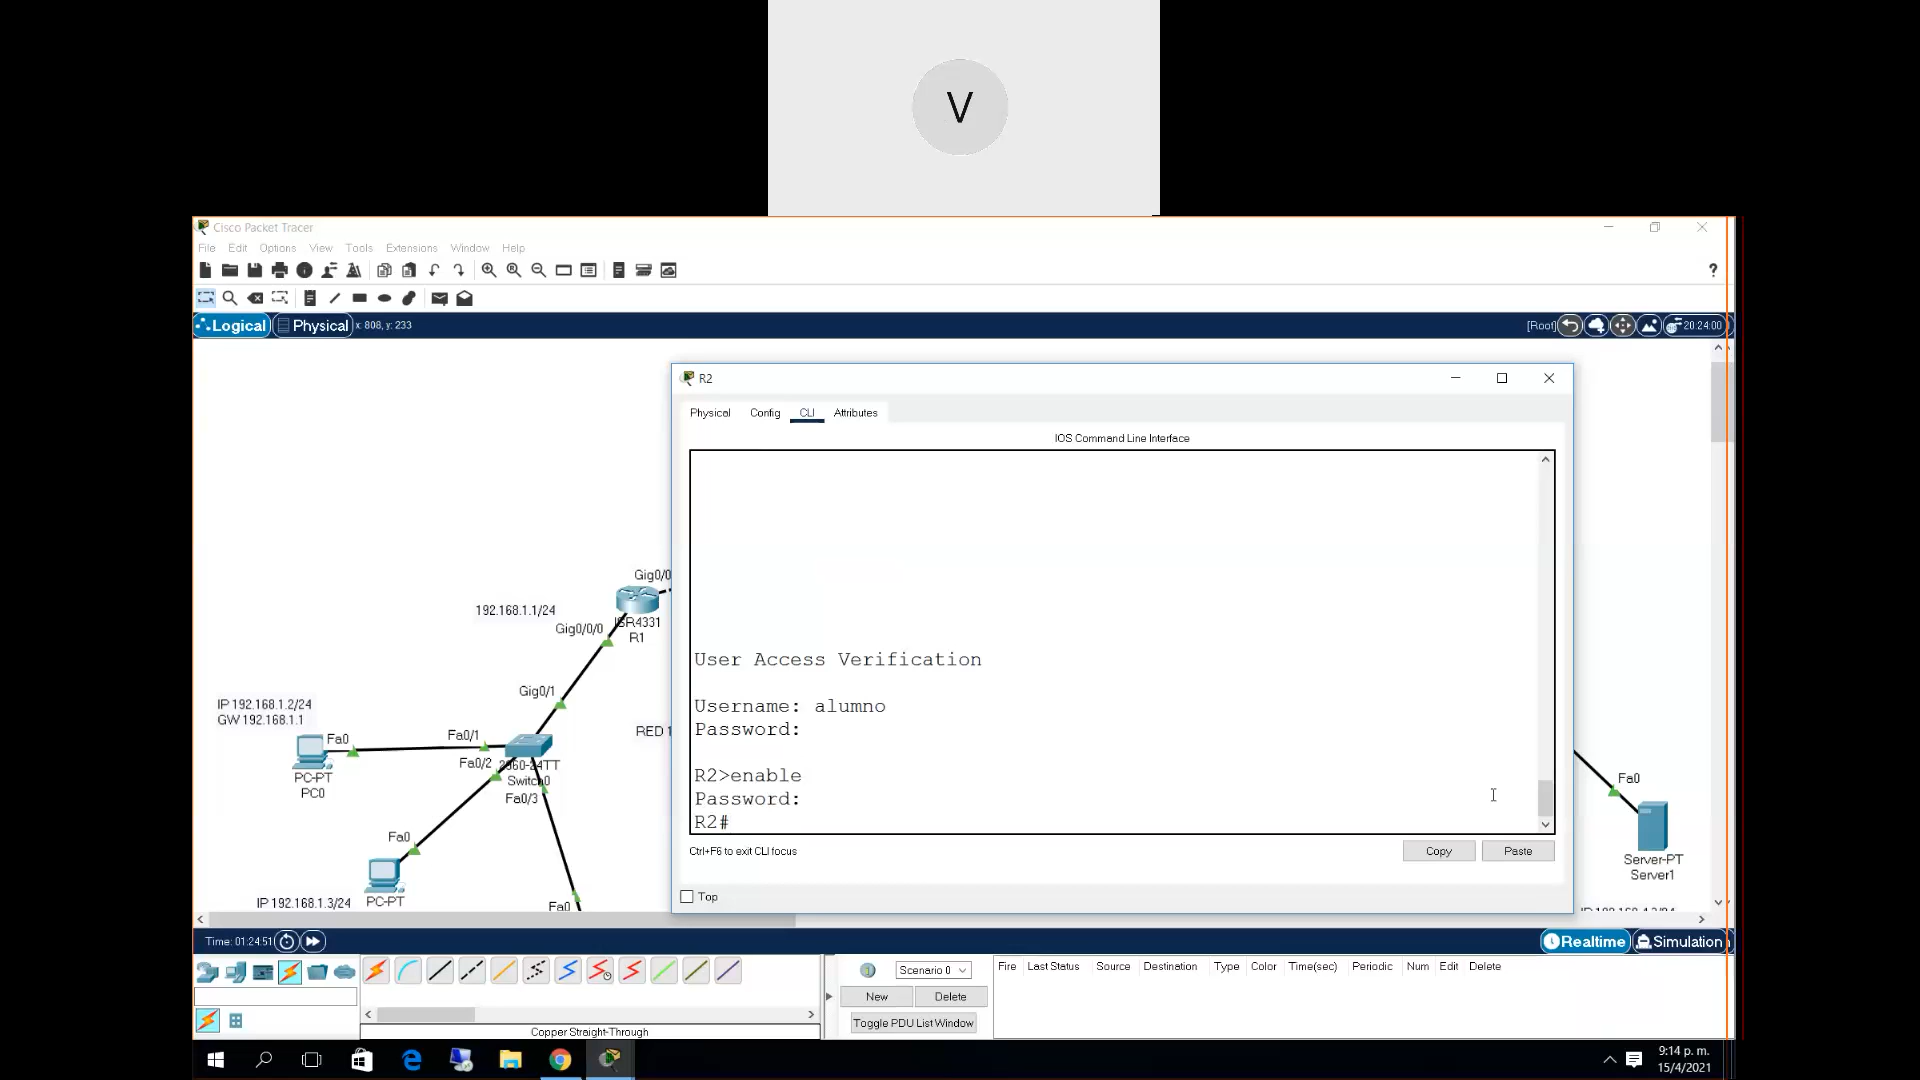 V
Cisco Packet Tracer
File Edit Options View Tools Extensions Window Help
?
Logical Physical x: 808, y: 233
[Root] 20:24:00
R2
Physical Config CLI Attributes
IOS Command Line Interface
User Access Verification
Username: alumno
Password:
R2>enable
Password:
R2#
Ctrl+F6 to exit CLI focus
Copy Paste
Top
Gig0/0
192.168.1.1/24
ISR4331
R1
Gig0/0/0
Gig0/1
IP 192.168.1.2/24
GW 192.168.1.1
RED 1
Fa0
Fa0/1
Fa0/2
2960-24TT
Switch0
Fa0/3
PC-PT
PC0
Fa0
PC-PT
IP 192.168.1.3/24
Fa0
Fa0
Server-PT
Server1
Time: 01:24:51
Realtime Simulation
Scenario 0
New Delete
Toggle PDU List Window
Fire Last Status Source Destination Type Color Time(sec) Periodic Num Edit Delete
Copper Straight-Through
9:14 p. m.
15/4/2021